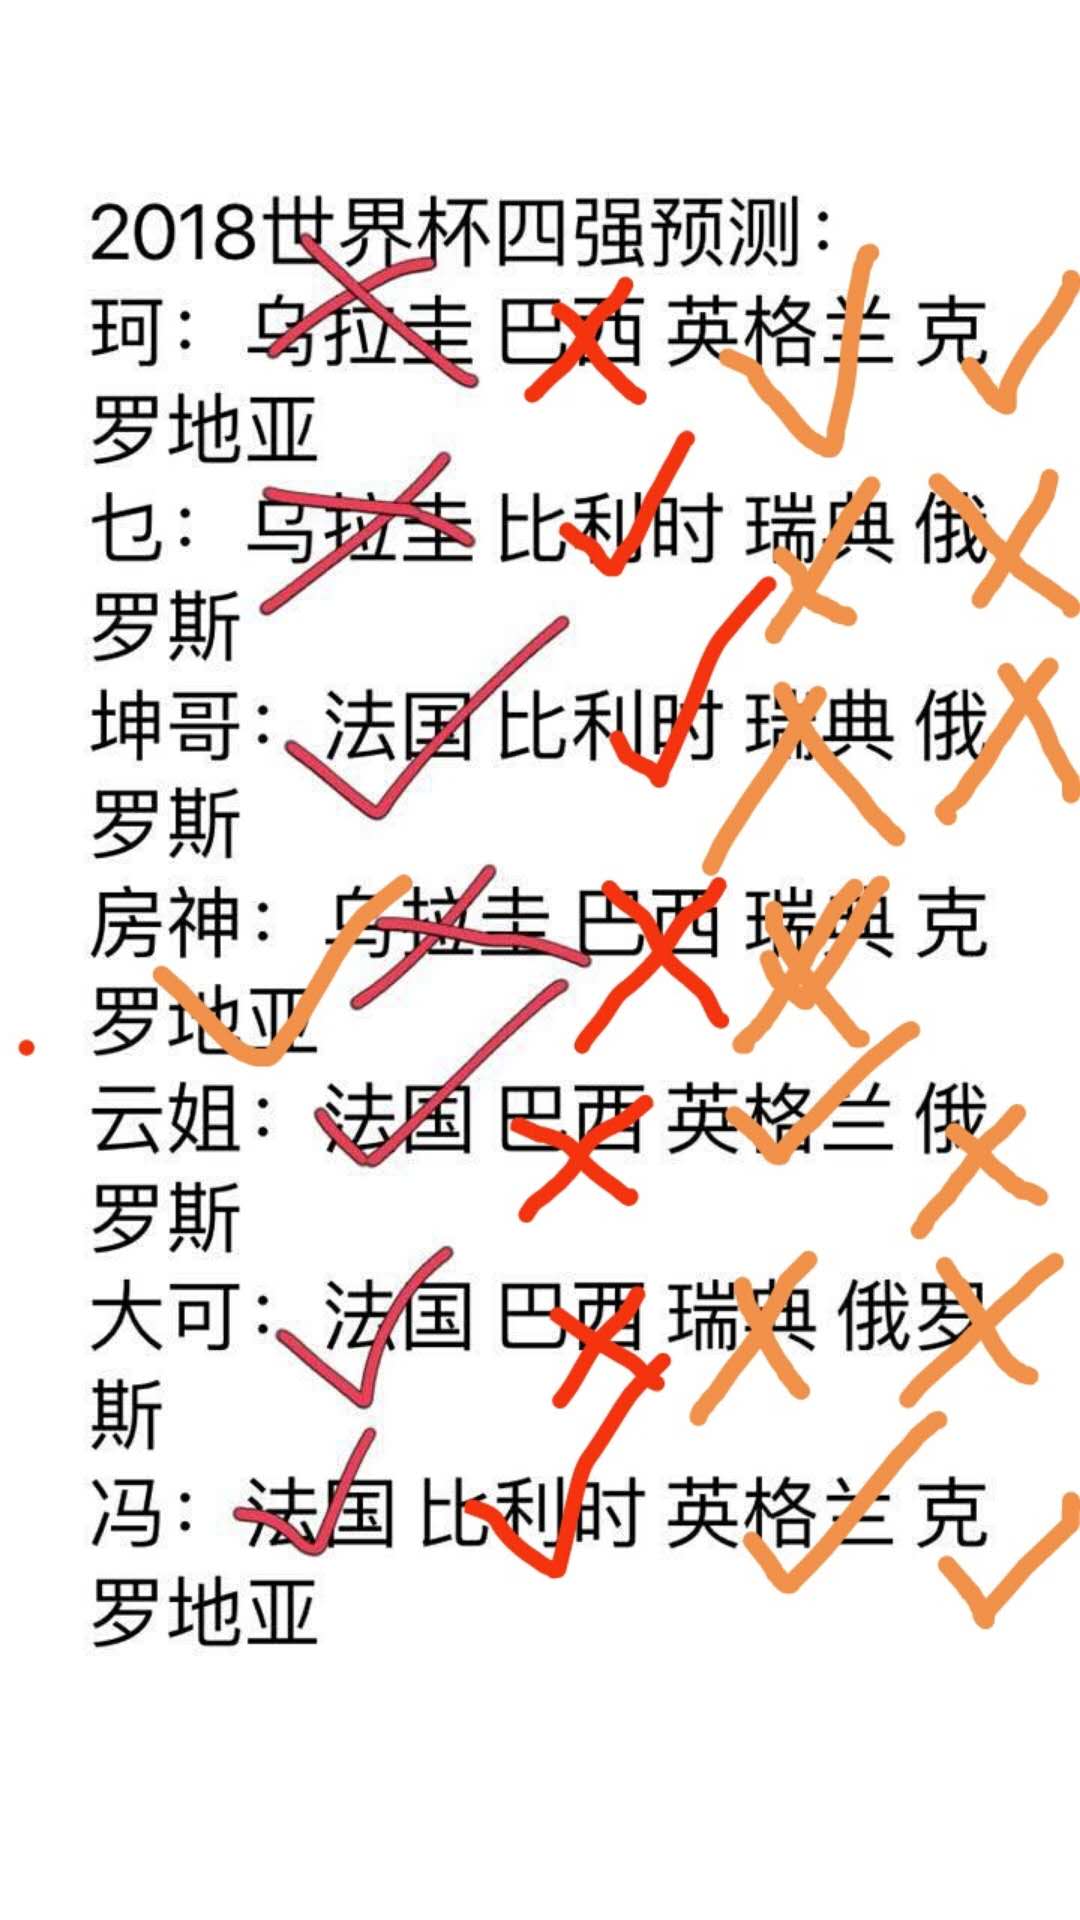 2018世界杯四强预测：
珂：乌拉圭 巴西 英格兰 克
罗地亚
乜：乌拉圭 比利时 瑞典 俄
罗斯
坤哥：法国 比利时 瑞典 俄
罗斯
房神：乌拉圭 巴西 瑞典 克
罗地亚
云姐：法国 巴西 英格兰 俄
罗斯
大可：法国 巴西 瑞典 俄罗
斯
冯：法国 比利时 英格兰 克
罗地亚